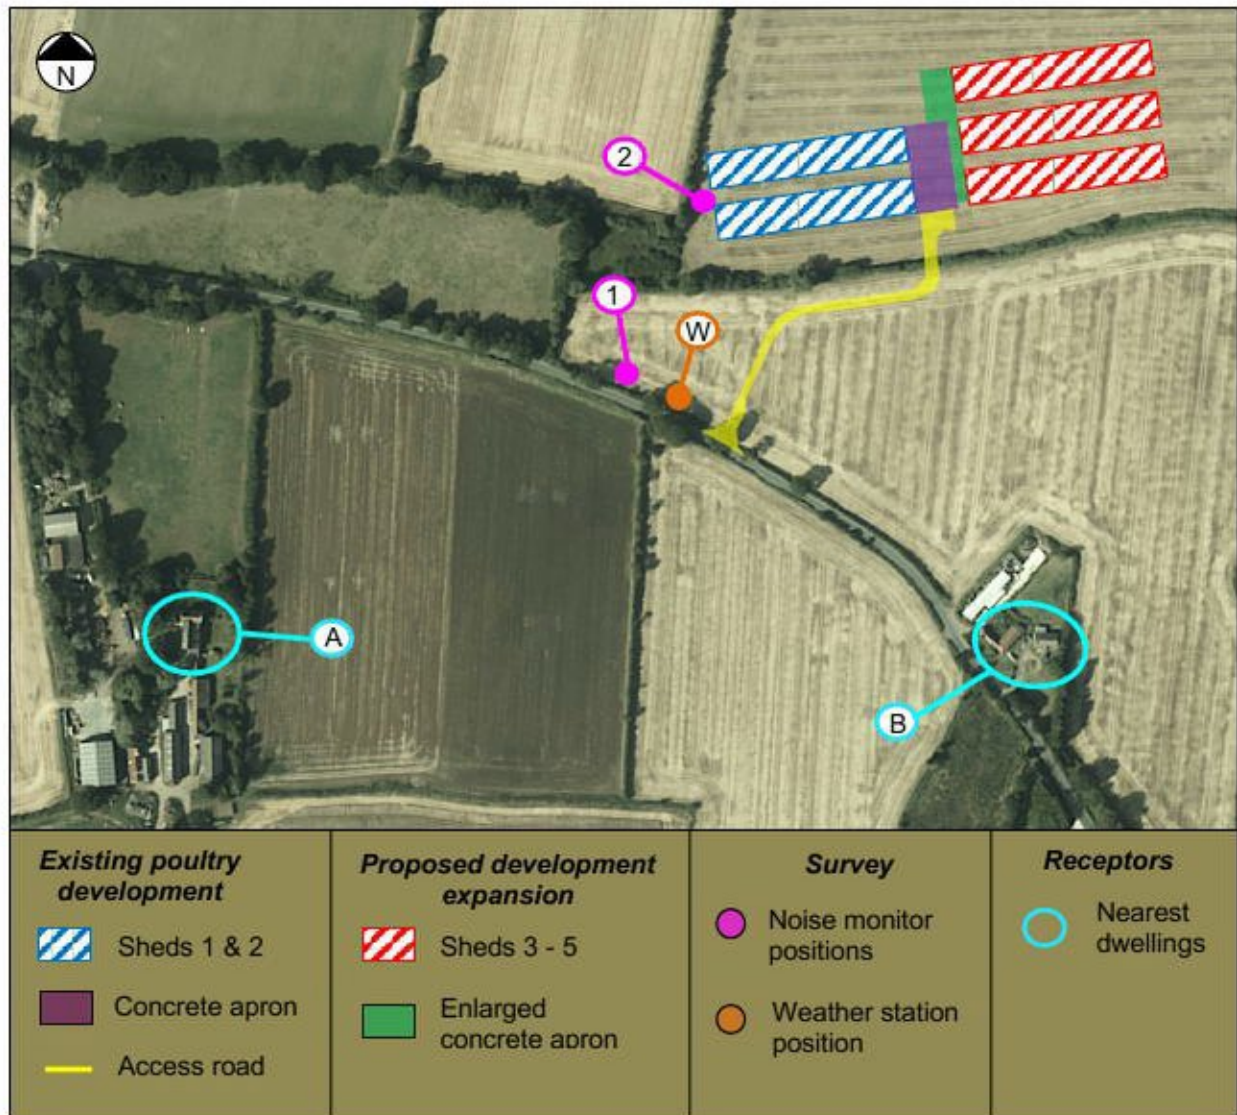 N
2
1
W
A
B
Existing poultry
development
Sheds 1 & 2
Concrete apron
Access road
Proposed development
expansion
Sheds 3 - 5
Enlarged
concrete apron
Survey
Noise monitor
positions
Weather station
position
Receptors
Nearest
dwellings